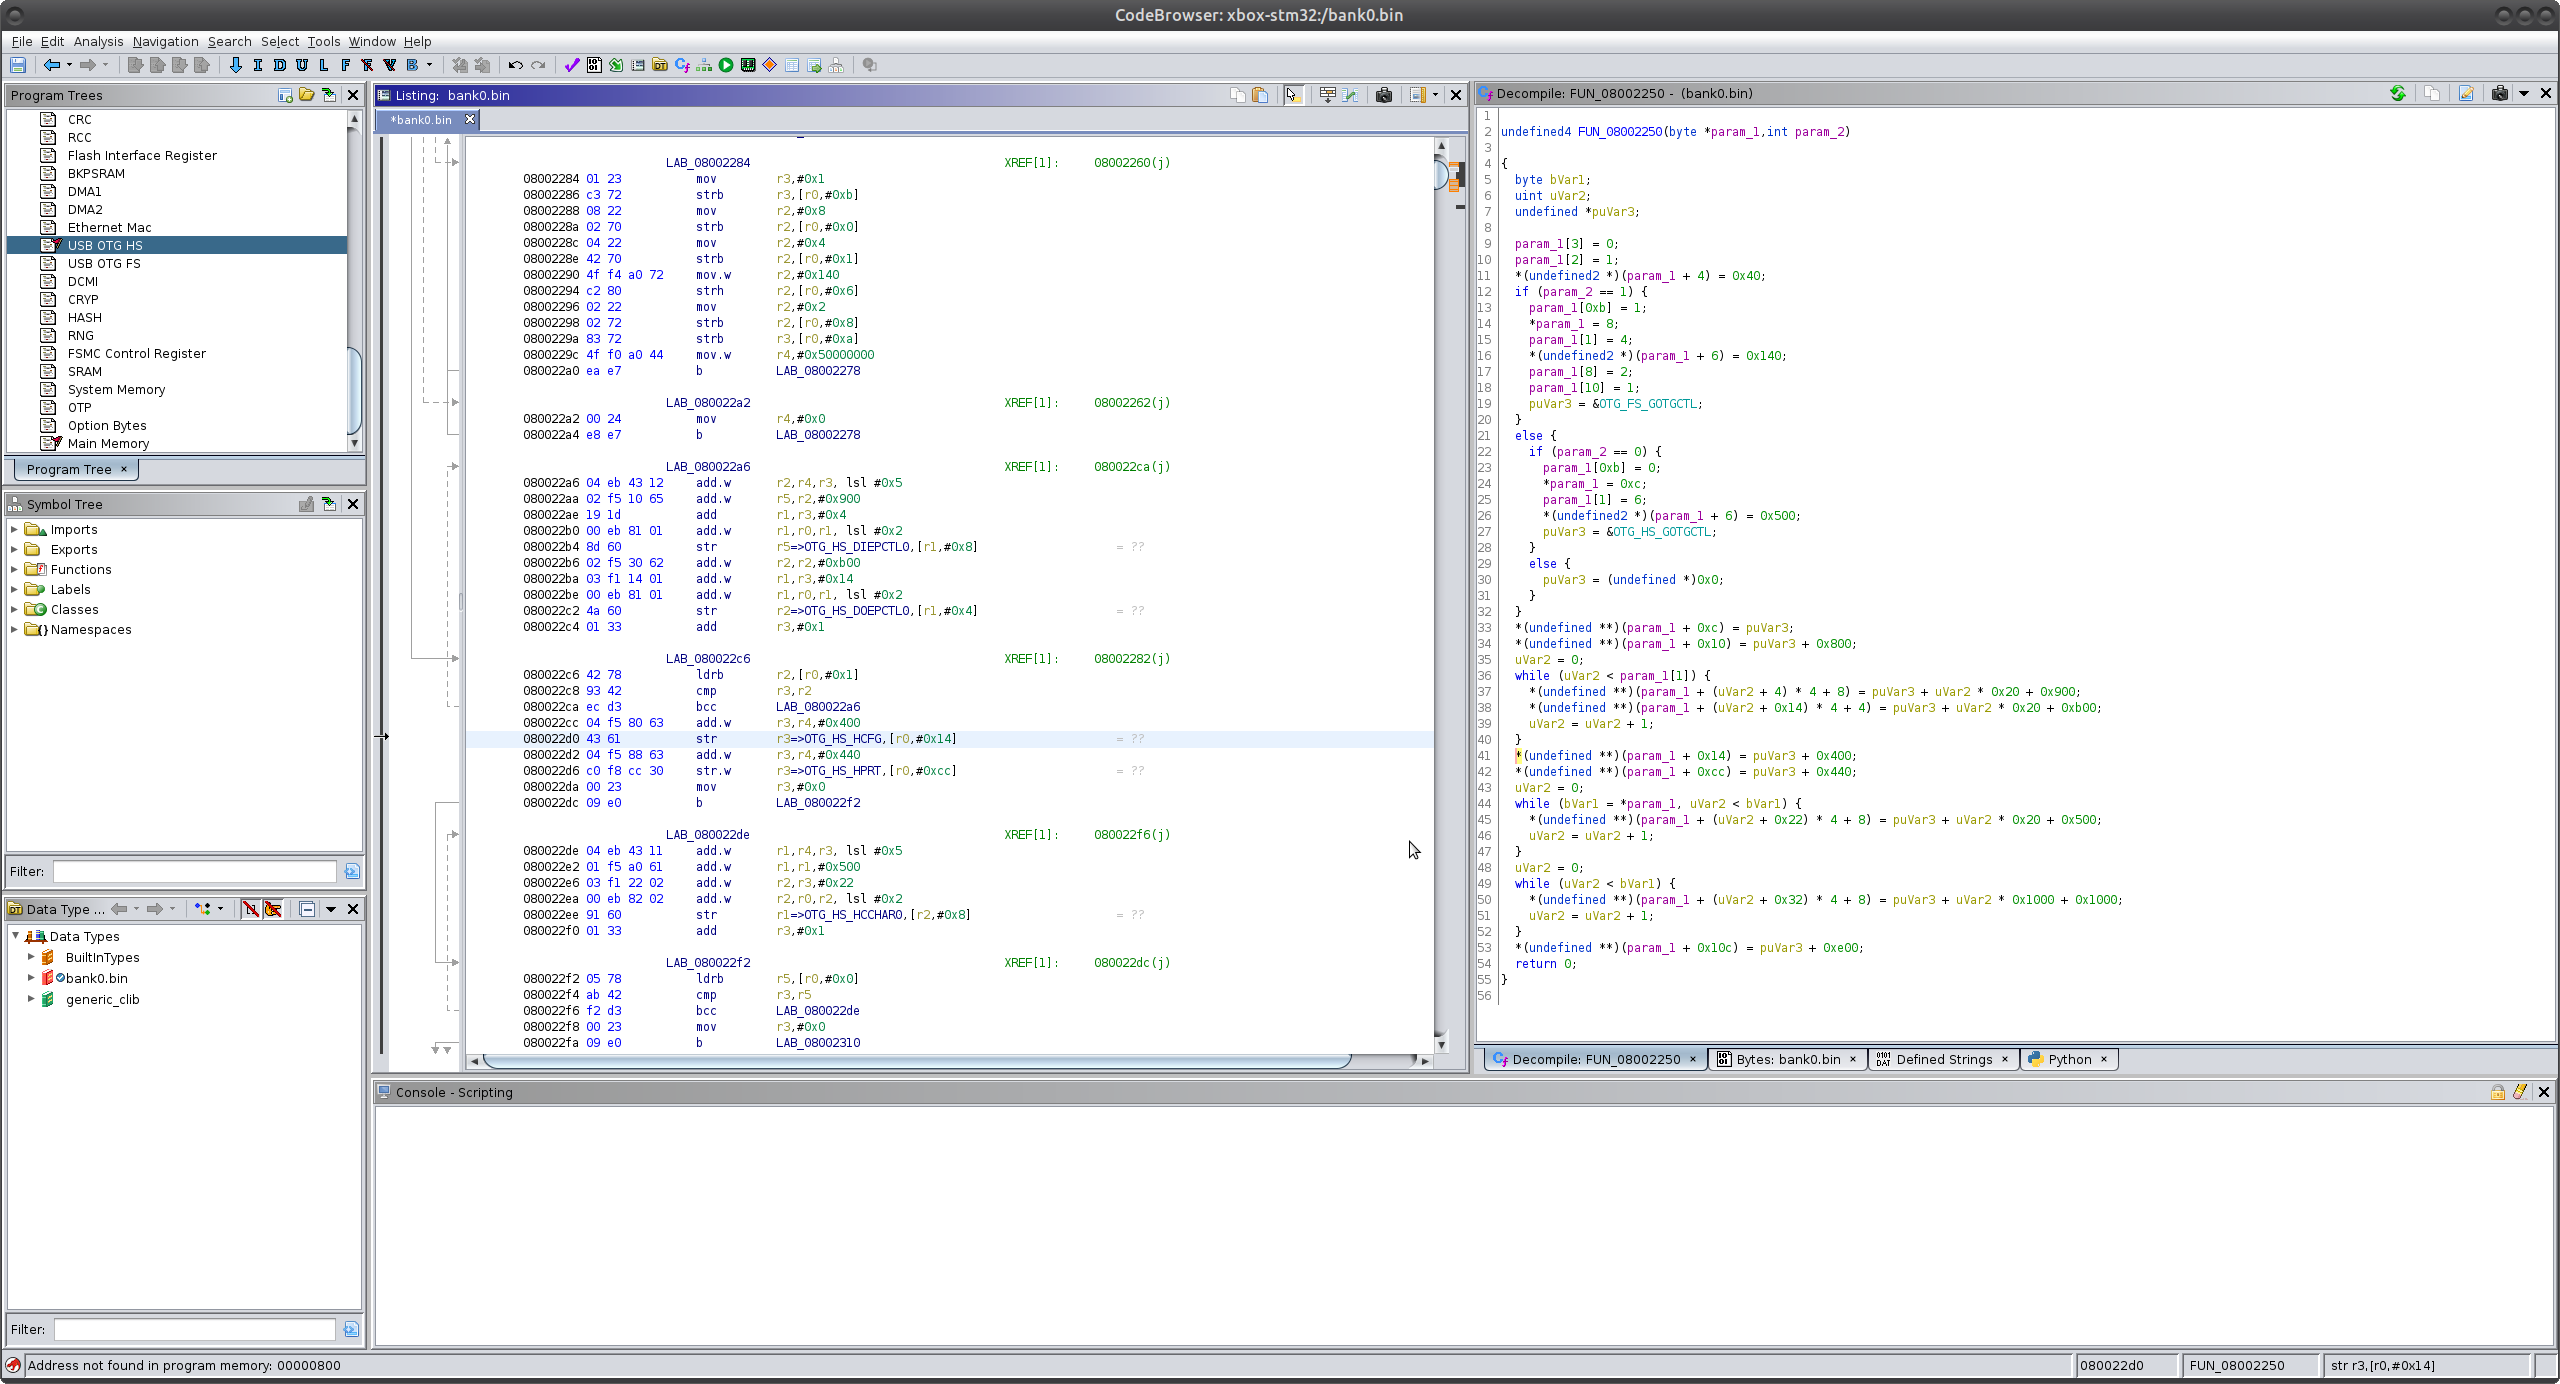 CodeBrowser: xbox-stm32:/bank0.bin
File Edit Analysis Navigation Search Select Tools Window Help
I D U L F F V B
Program Trees
CRC
RCC
Flash Interface Register
BKPSRAM
DMA1
DMA2
Ethernet Mac
USB OTG HS
USB OTG FS
DCMI
CRYP
HASH
RNG
FSMC Control Register
SRAM
System Memory
OTP
Option Bytes
Main Memory
Program Tree ×
Symbol Tree
Imports
Exports
Functions
Labels
Classes
Namespaces
Filter:
Data Type ...
Data Types
BuiltInTypes
bank0.bin
generic_clib
Filter:
Listing: bank0.bin
*bank0.bin
LAB_08002284 XREF[1]: 08002260(j)
08002284 01 23 mov r3,#0x1
08002286 c3 72 strb r3,[r0,#0xb]
08002288 08 22 mov r2,#0x8
0800228a 02 70 strb r2,[r0,#0x0]
0800228c 04 22 mov r2,#0x4
0800228e 42 70 strb r2,[r0,#0x1]
08002290 4f f4 a0 72 mov.w r2,#0x140
08002294 c2 80 strh r2,[r0,#0x6]
08002296 02 22 mov r2,#0x2
08002298 02 72 strb r2,[r0,#0x8]
0800229a 83 72 strb r3,[r0,#0xa]
0800229c 4f f0 a0 44 mov.w r4,#0x50000000
080022a0 ea e7 b LAB_08002278
LAB_080022a2 XREF[1]: 08002262(j)
080022a2 00 24 mov r4,#0x0
080022a4 e8 e7 b LAB_08002278
LAB_080022a6 XREF[1]: 080022ca(j)
080022a6 04 eb 43 12 add.w r2,r4,r3, lsl #0x5
080022aa 02 f5 10 65 add.w r5,r2,#0x900
080022ae 19 1d add r1,r3,#0x4
080022b0 00 eb 81 01 add.w r1,r0,r1, lsl #0x2
080022b4 8d 60 str r5=>OTG_HS_DIEPCTL0,[r1,#0x8] = ??
080022b6 02 f5 30 62 add.w r2,r2,#0xb00
080022ba 03 f1 14 01 add.w r1,r3,#0x14
080022be 00 eb 81 01 add.w r1,r0,r1, lsl #0x2
080022c2 4a 60 str r2=>OTG_HS_DOEPCTL0,[r1,#0x4] = ??
080022c4 01 33 add r3,#0x1
LAB_080022c6 XREF[1]: 08002282(j)
080022c6 42 78 ldrb r2,[r0,#0x1]
080022c8 93 42 cmp r3,r2
080022ca ec d3 bcc LAB_080022a6
080022cc 04 f5 80 63 add.w r3,r4,#0x400
080022d0 43 61 str r3=>OTG_HS_HCFG,[r0,#0x14] = ??
080022d2 04 f5 88 63 add.w r3,r4,#0x440
080022d6 c0 f8 cc 30 str.w r3=>OTG_HS_HPRT,[r0,#0xcc] = ??
080022da 00 23 mov r3,#0x0
080022dc 09 e0 b LAB_080022f2
LAB_080022de XREF[1]: 080022f6(j)
080022de 04 eb 43 11 add.w r1,r4,r3, lsl #0x5
080022e2 01 f5 a0 61 add.w r1,r1,#0x500
080022e6 03 f1 22 02 add.w r2,r3,#0x22
080022ea 00 eb 82 02 add.w r2,r0,r2, lsl #0x2
080022ee 91 60 str r1=>OTG_HS_HCCHAR0,[r2,#0x8] = ??
080022f0 01 33 add r3,#0x1
LAB_080022f2 XREF[1]: 080022dc(j)
080022f2 05 78 ldrb r5,[r0,#0x0]
080022f4 ab 42 cmp r3,r5
080022f6 f2 d3 bcc LAB_080022de
080022f8 00 23 mov r3,#0x0
080022fa 09 e0 b LAB_08002310
Decompile: FUN_08002250 - (bank0.bin)
1
2 undefined4 FUN_08002250(byte *param_1,int param_2)
3
4 {
5 byte bVar1;
6 uint uVar2;
7 undefined *puVar3;
8
9 param_1[3] = 0;
10 param_1[2] = 1;
11 *(undefined2 *)(param_1 + 4) = 0x40;
12 if (param_2 == 1) {
13 param_1[0xb] = 1;
14 *param_1 = 8;
15 param_1[1] = 4;
16 *(undefined2 *)(param_1 + 6) = 0x140;
17 param_1[8] = 2;
18 param_1[10] = 1;
19 puVar3 = &OTG_FS_GOTGCTL;
20 }
21 else {
22 if (param_2 == 0) {
23 param_1[0xb] = 0;
24 *param_1 = 0xc;
25 param_1[1] = 6;
26 *(undefined2 *)(param_1 + 6) = 0x500;
27 puVar3 = &OTG_HS_GOTGCTL;
28 }
29 else {
30 puVar3 = (undefined *)0x0;
31 }
32 }
33 *(undefined **)(param_1 + 0xc) = puVar3;
34 *(undefined **)(param_1 + 0x10) = puVar3 + 0x800;
35 uVar2 = 0;
36 while (uVar2 < param_1[1]) {
37 *(undefined **)(param_1 + (uVar2 + 4) * 4 + 8) = puVar3 + uVar2 * 0x20 + 0x900;
38 *(undefined **)(param_1 + (uVar2 + 0x14) * 4 + 4) = puVar3 + uVar2 * 0x20 + 0xb00;
39 uVar2 = uVar2 + 1;
40 }
41 *(undefined **)(param_1 + 0x14) = puVar3 + 0x400;
42 *(undefined **)(param_1 + 0xcc) = puVar3 + 0x440;
43 uVar2 = 0;
44 while (bVar1 = *param_1, uVar2 < bVar1) {
45 *(undefined **)(param_1 + (uVar2 + 0x22) * 4 + 8) = puVar3 + uVar2 * 0x20 + 0x500;
46 uVar2 = uVar2 + 1;
47 }
48 uVar2 = 0;
49 while (uVar2 < bVar1) {
50 *(undefined **)(param_1 + (uVar2 + 0x32) * 4 + 8) = puVar3 + uVar2 * 0x1000 + 0x1000;
51 uVar2 = uVar2 + 1;
52 }
53 *(undefined **)(param_1 + 0x10c) = puVar3 + 0xe00;
54 return 0;
55 }
56
Decompile: FUN_08002250 × Bytes: bank0.bin × Defined Strings × Python ×
Console - Scripting
Address not found in program memory: 00000800
080022d0 FUN_08002250 str r3,[r0,#0x14]